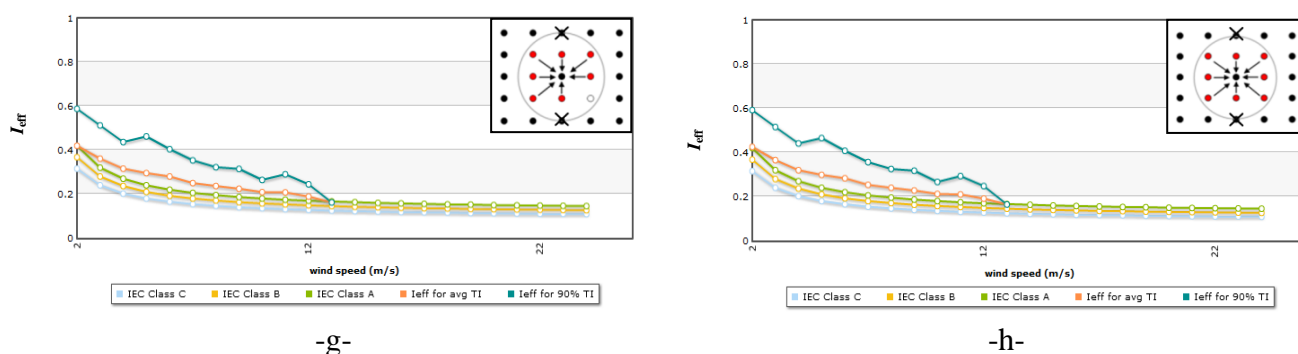 1
0.8
0.6
0.4
0.2
0
I_eff
2
12
22
wind speed (m/s)
IEC Class C IEC Class B IEC Class A Ieff for avg TI Ieff for 90% TI
-g-
1
0.8
0.6
0.4
0.2
0
I_eff
2
12
22
wind speed (m/s)
IEC Class C IEC Class B IEC Class A Ieff for avg TI Ieff for 90% TI
-h-